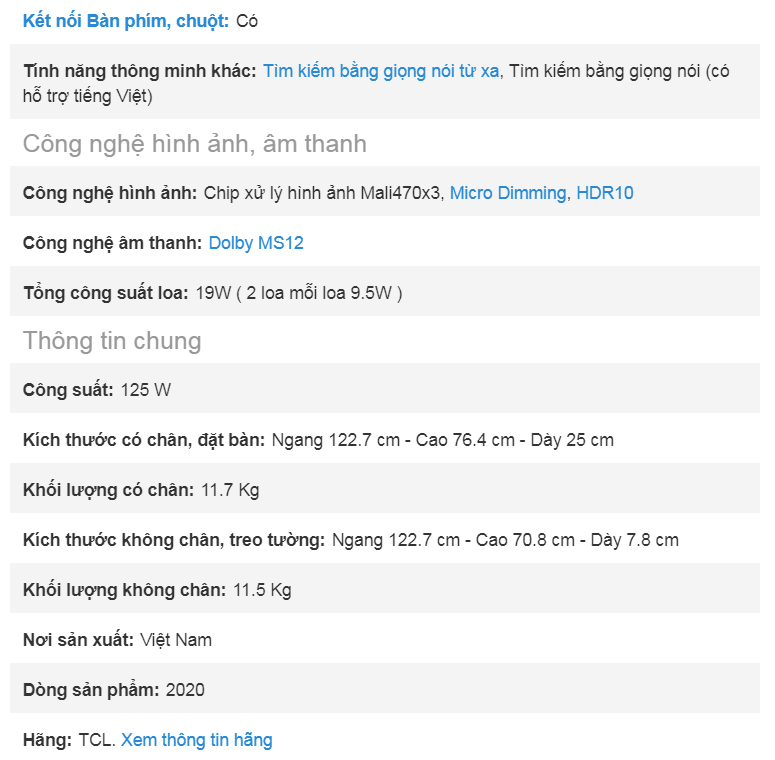 Kết nối Bàn phím, chuột: Có
Tính năng thông minh khác: Tìm kiếm bằng giọng nói từ xa, Tìm kiếm bằng giọng nói (có
hỗ trợ tiếng Việt)
Công nghệ hình ảnh, âm thanh
Công nghệ hình ảnh: Chip xử lý hình ảnh Mali470x3, Micro Dimming, HDR10
Công nghệ âm thanh: Dolby MS12
Tổng công suất loa: 19W ( 2 loa mỗi loa 9.5W )
Thông tin chung
Công suất: 125 W
Kích thước có chân, đặt bàn: Ngang 122.7 cm - Cao 76.4 cm - Dày 25 cm
Khối lượng có chân: 11.7 Kg
Kích thước không chân, treo tường: Ngang 122.7 cm - Cao 70.8 cm - Dày 7.8 cm
Khối lượng không chân: 11.5 Kg
Nơi sản xuất: Việt Nam
Dòng sản phẩm: 2020
Hãng: TCL. Xem thông tin hãng